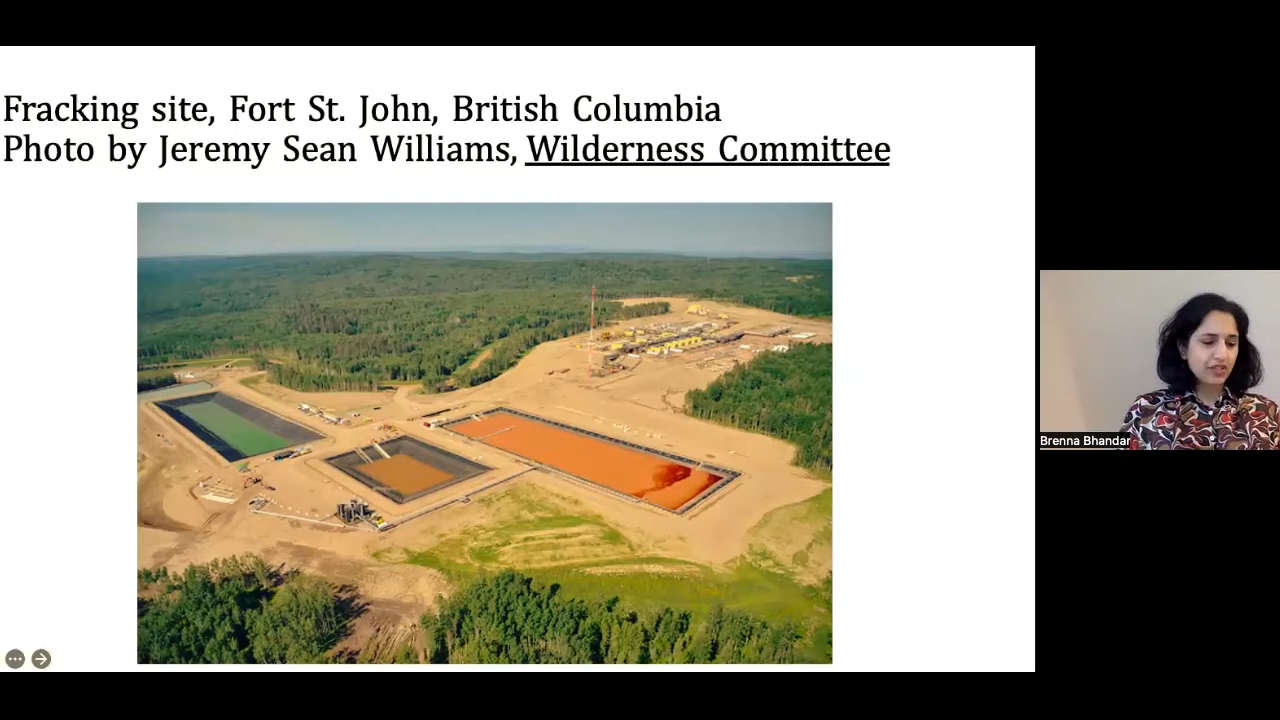 Fracking site, Fort St. John, British Columbia
Photo by Jeremy Sean Williams, Wilderness Committee
Brenna Bhandar